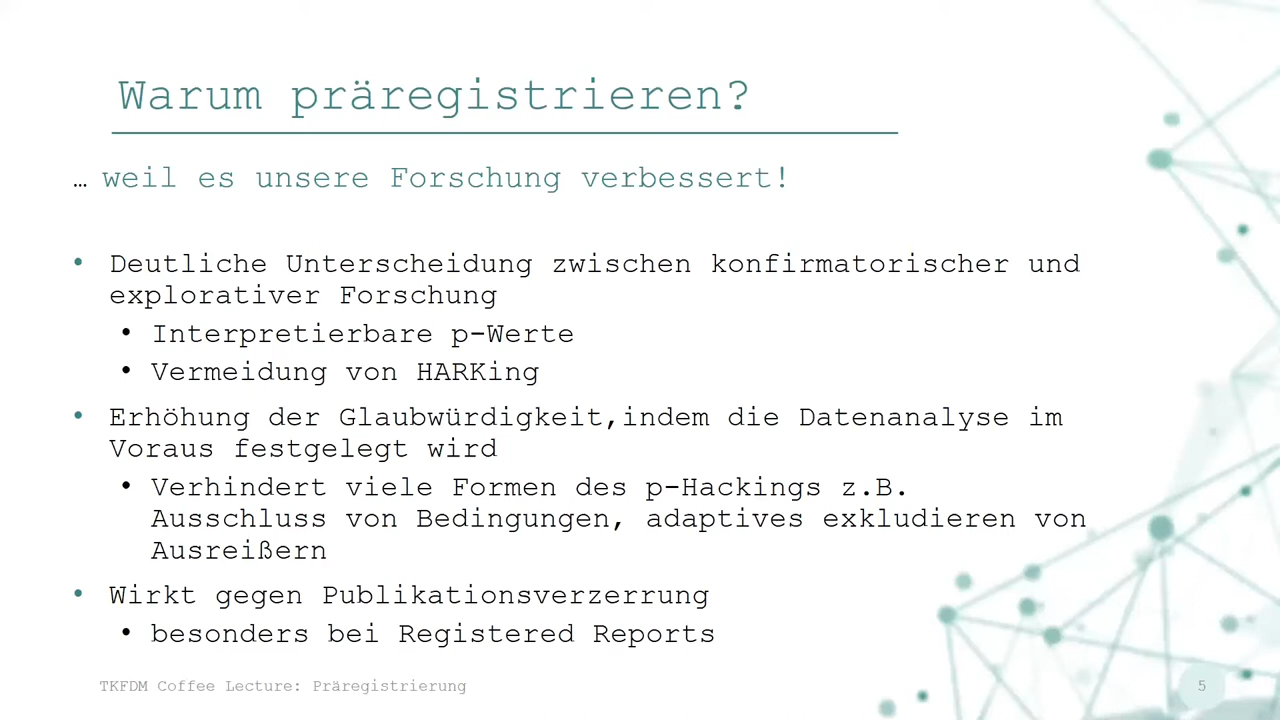 Warum präregistrieren?
… weil es unsere Forschung verbessert!
• Deutliche Unterscheidung zwischen konfirmatorischer und
explorativer Forschung
• Interpretierbare p-Werte
• Vermeidung von HARKing
• Erhöhung der Glaubwürdigkeit,indem die Datenanalyse im
Voraus festgelegt wird
• Verhindert viele Formen des p-Hackings z.B.
Ausschluss von Bedingungen, adaptives exkludieren von
Ausreißern
• Wirkt gegen Publikationsverzerrung
• besonders bei Registered Reports
TKFDM Coffee Lecture: Präregistrierung
5